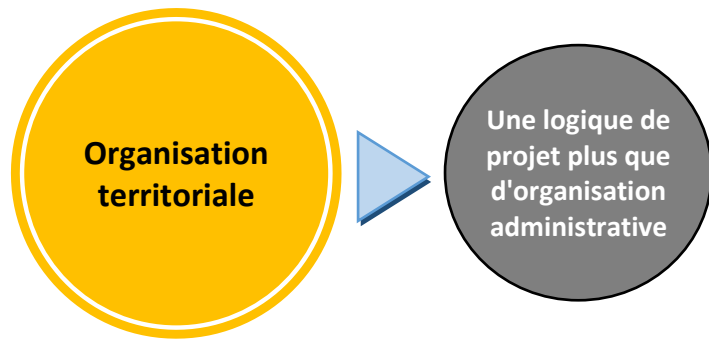 Organisation
territoriale
Une logique de
projet plus que
d'organisation
administrative